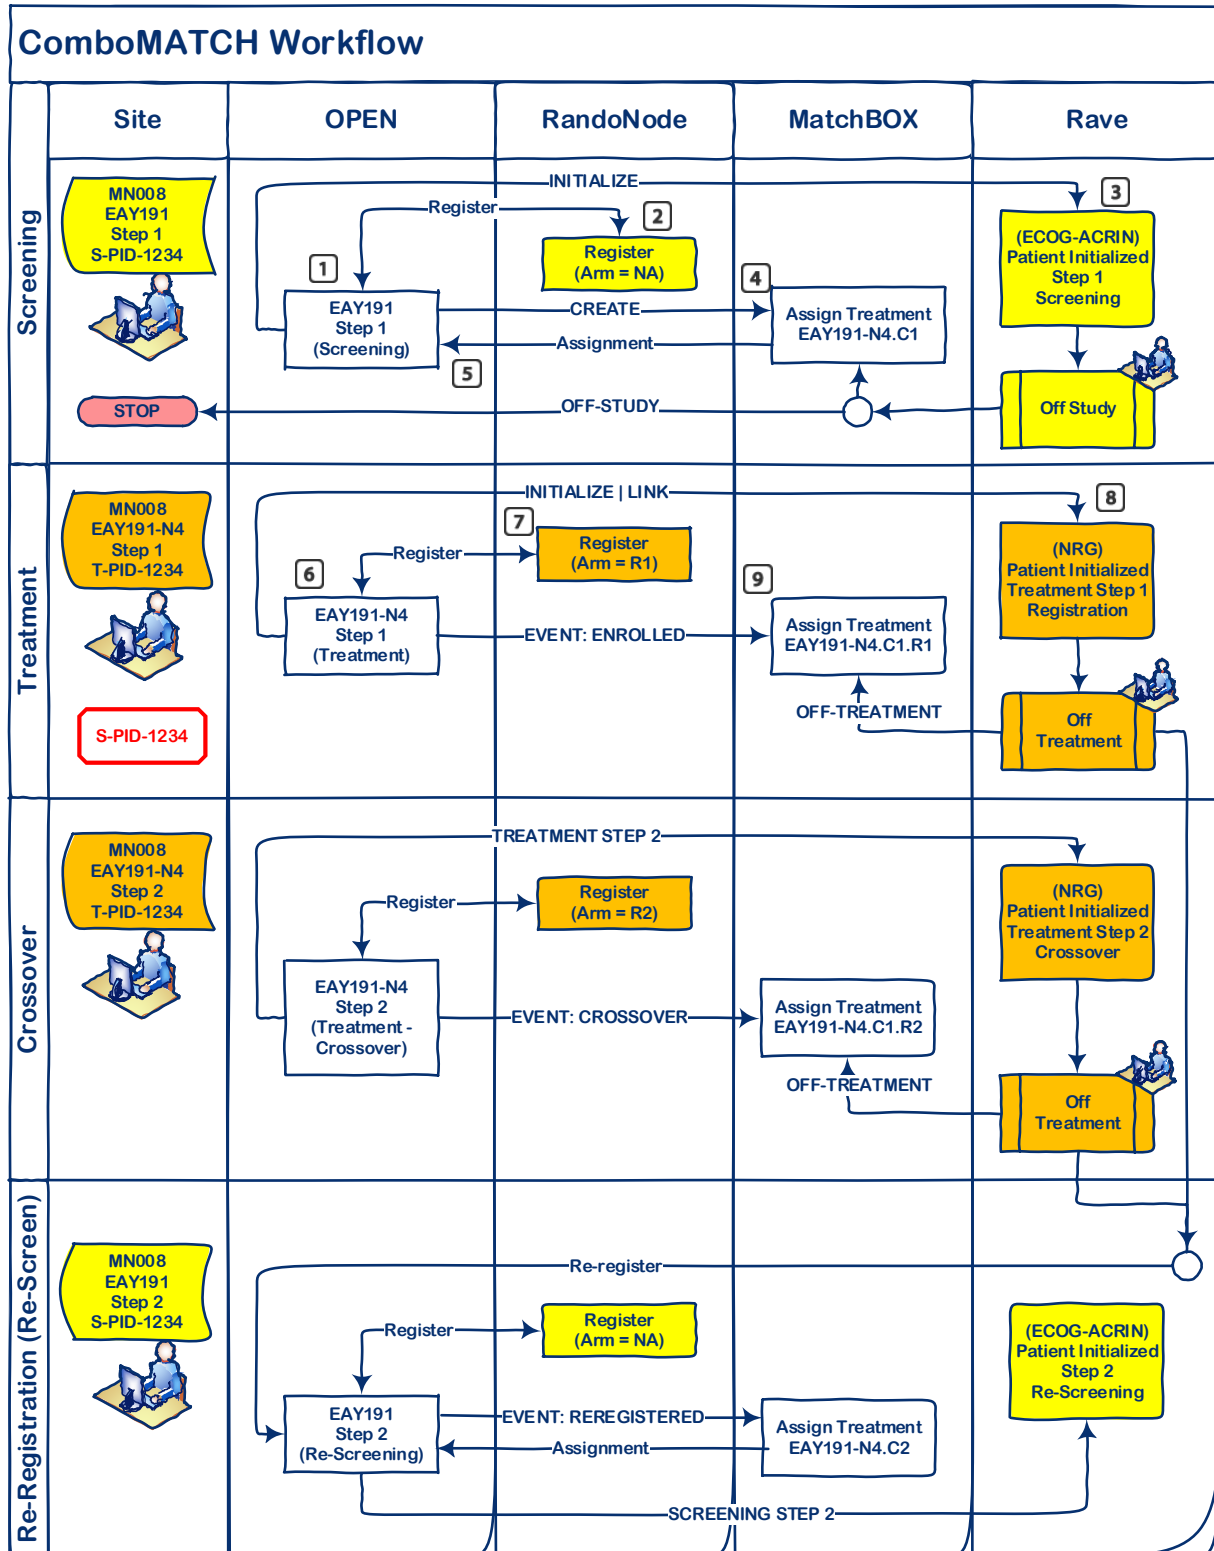 ComboMATCH Workflow
Site
OPEN
RandoNode
MatchBOX
Rave
Screening
MN008
EAY191
Step 1
S-PID-1234
INITIALIZE
Register
1
2
3
Register
(Arm = NA)
(ECOG-ACRIN)
Patient Initialized
Step 1
Screening
EAY191
Step 1
(Screening)
CREATE
4
Assign Treatment
EAY191-N4.C1
Assignment
5
STOP
OFF-STUDY
Off Study
Treatment
MN008
EAY191-N4
Step 1
T-PID-1234
INITIALIZE | LINK
8
7
Register
(Arm = R1)
Register
6
(NRG)
Patient Initialized
Treatment Step 1
Registration
EAY191-N4
Step 1
(Treatment)
EVENT: ENROLLED
9
Assign Treatment
EAY191-N4.C1.R1
S-PID-1234
OFF-TREATMENT
Off
Treatment
Crossover
MN008
EAY191-N4
Step 2
T-PID-1234
TREATMENT STEP 2
Register
Register
(Arm = R2)
(NRG)
Patient Initialized
Treatment Step 2
Crossover
EAY191-N4
Step 2
(Treatment -
Crossover)
EVENT: CROSSOVER
Assign Treatment
EAY191-N4.C1.R2
OFF-TREATMENT
Off
Treatment
Re-Registration (Re-Screen)
MN008
EAY191
Step 2
S-PID-1234
Re-register
Register
Register
(Arm = NA)
(ECOG-ACRIN)
Patient Initialized
Step 2
Re-Screening
EAY191
Step 2
(Re-Screening)
EVENT: REREGISTERED
Assignment
Assign Treatment
EAY191-N4.C2
SCREENING STEP 2